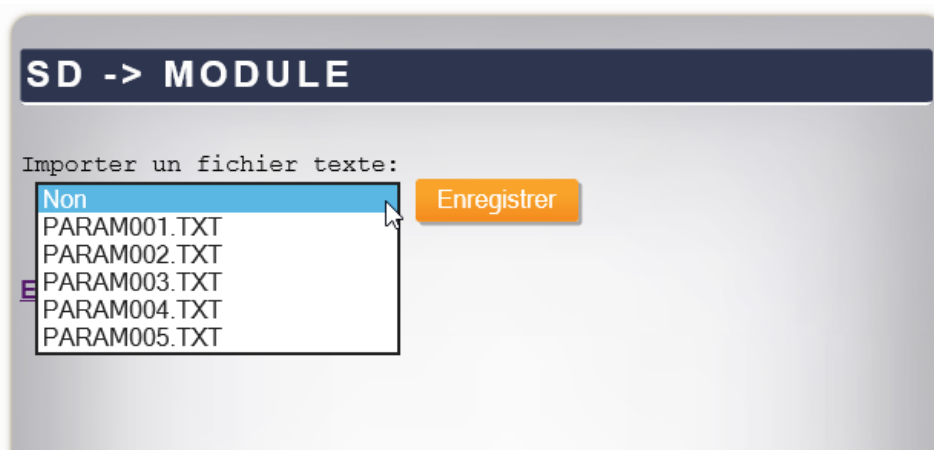 SD -> MODULE
Importer un fichier texte:
Non
Enregistrer
PARAM001.TXT
PARAM002.TXT
PARAM003.TXT
PARAM004.TXT
PARAM005.TXT